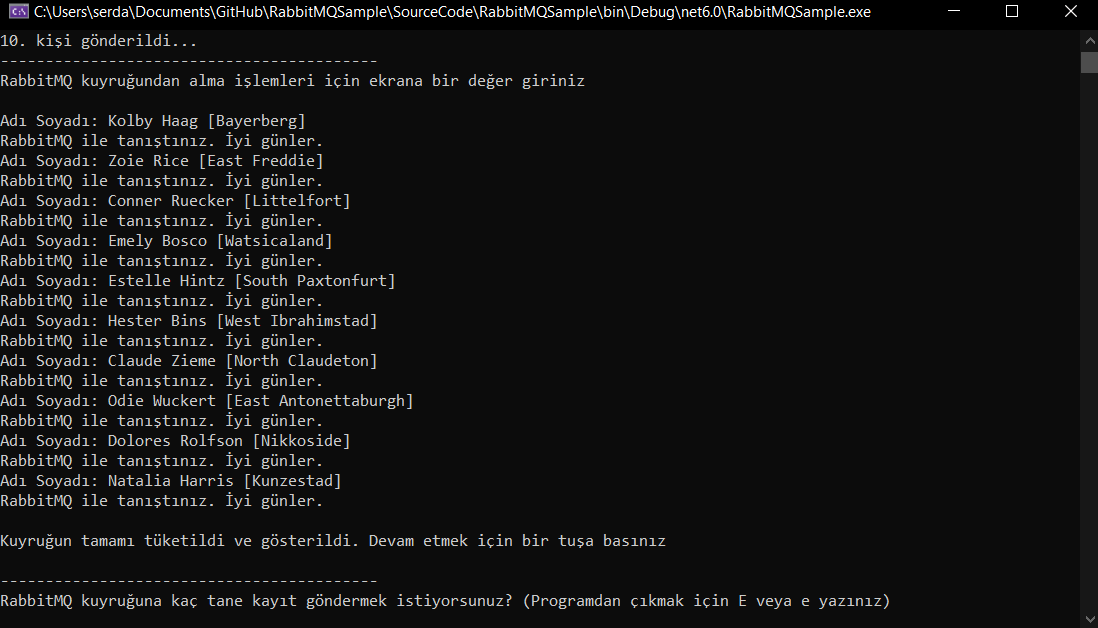 C:\Users\serda\Documents\GitHub\RabbitMQSample\SourceCode\RabbitMQSample\bin\Debug\net6.0\RabbitMQSample.exe
10. kişi gönderildi...
------------------------------------------
RabbitMQ kuyruğundan alma işlemleri için ekrana bir değer giriniz
Adı Soyadı: Kolby Haag [Bayerberg]
RabbitMQ ile tanıştınız. İyi günler.
Adı Soyadı: Zoie Rice [East Freddie]
RabbitMQ ile tanıştınız. İyi günler.
Adı Soyadı: Conner Ruecker [Littelfort]
RabbitMQ ile tanıştınız. İyi günler.
Adı Soyadı: Emely Bosco [Watsicaland]
RabbitMQ ile tanıştınız. İyi günler.
Adı Soyadı: Estelle Hintz [South Paxtonfurt]
RabbitMQ ile tanıştınız. İyi günler.
Adı Soyadı: Hester Bins [West Ibrahimstad]
RabbitMQ ile tanıştınız. İyi günler.
Adı Soyadı: Claude Zieme [North Claudeton]
RabbitMQ ile tanıştınız. İyi günler.
Adı Soyadı: Odie Wuckert [East Antonettaburgh]
RabbitMQ ile tanıştınız. İyi günler.
Adı Soyadı: Dolores Rolfson [Nikkoside]
RabbitMQ ile tanıştınız. İyi günler.
Adı Soyadı: Natalia Harris [Kunzestad]
RabbitMQ ile tanıştınız. İyi günler.
Kuyruğun tamamı tüketildi ve gösterildi. Devam etmek için bir tuşa basınız
------------------------------------------
RabbitMQ kuyruğuna kaç tane kayıt göndermek istiyorsunuz? (Programdan çıkmak için E veya e yazınız)